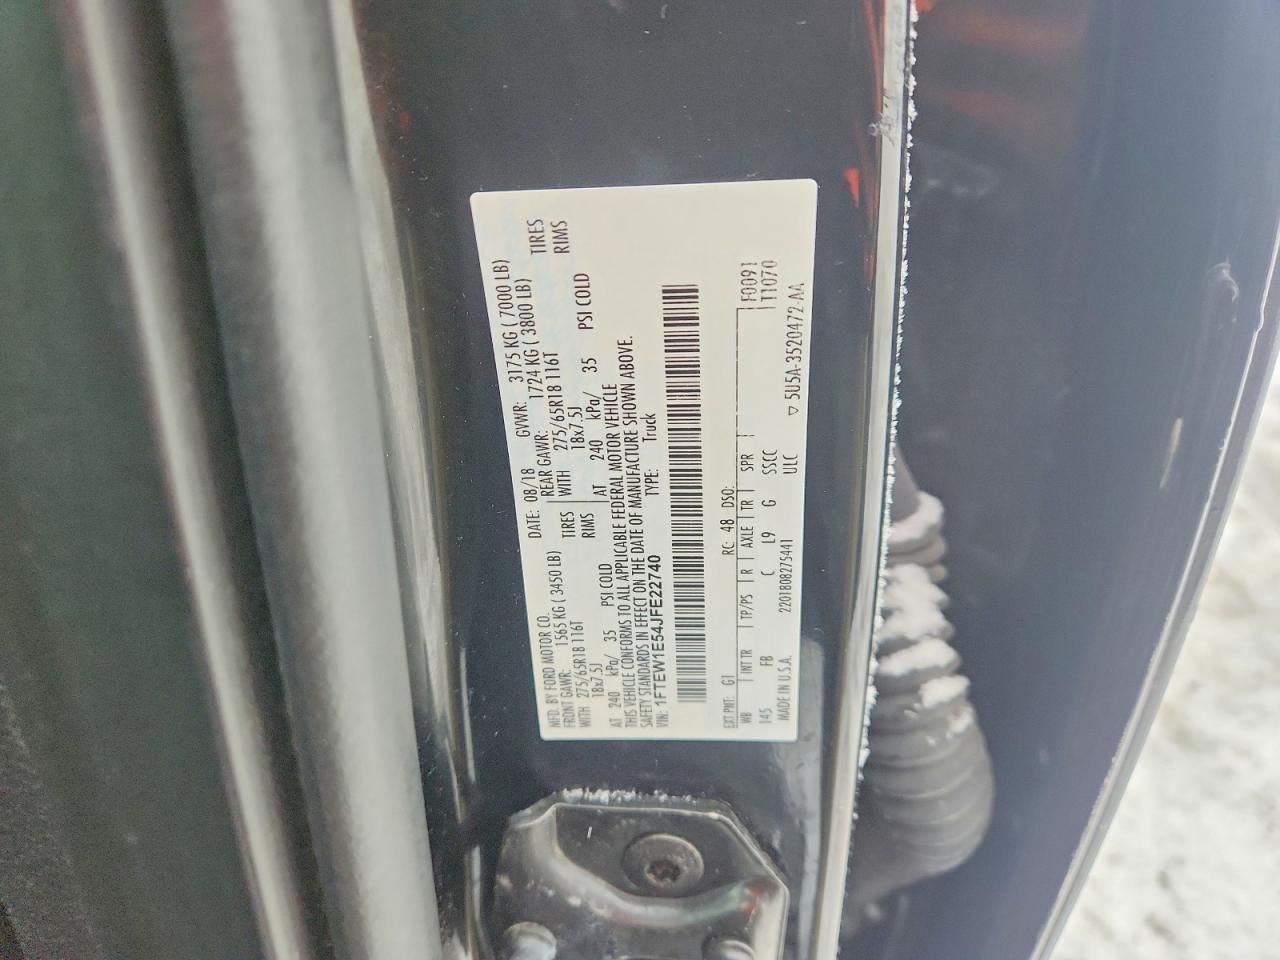 MFD. BY FORD MOTOR CO.
DATE: 08/18 GVWR: 3175 KG ( 7000 LB)
FRONT GAWR: 1565 KG ( 3450 LB) REAR GAWR: 1724 KG ( 3800 LB)
WITH 275/65R18 116T TIRES WITH 275/65R18 116T TIRES
18x7.5J RIMS 18x7.5J RIMS
AT 240 kPa/ 35 PSI COLD AT 240 kPa/ 35 PSI COLD
THIS VEHICLE CONFORMS TO ALL APPLICABLE FEDERAL MOTOR VEHICLE
SAFETY STANDARDS IN EFFECT ON THE DATE OF MANUFACTURE SHOWN ABOVE.
VIN: 1FTEW1E54JFE22740 TYPE: Truck
EXT PNT: G1 RC: 48 DSO: F0091
WB INT TR TP/PS R AXLE TR SPR T1070
145 FB C L9 G SSCC
MADE IN U.S.A. 2201808275441 ULC ▽ 5U5A-3520472-AA